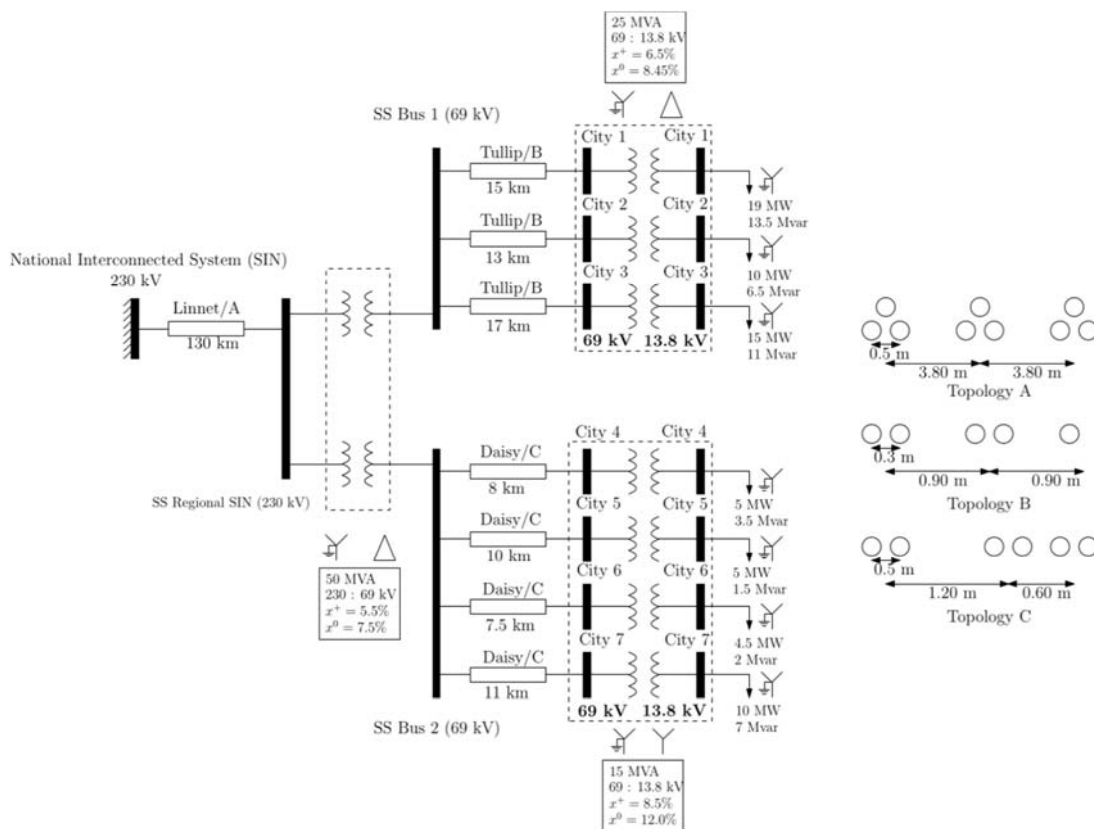 25 MVA
69 : 13.8 kV
x⁺ = 6.5%
x⁰ = 8.45%
SS Bus 1 (69 kV)
City 1
City 1
Tullip/B
15 km
19 MW
13.5 Mvar
City 2
City 2
Tullip/B
13 km
10 MW
6.5 Mvar
City 3
City 3
Tullip/B
17 km
15 MW
11 Mvar
69 kV
13.8 kV
National Interconnected System (SIN)
230 kV
Linnet/A
130 km
SS Regional SIN (230 kV)
50 MVA
230 : 69 kV
x⁺ = 5.5%
x⁰ = 7.5%
City 4
City 4
Daisy/C
8 km
5 MW
3.5 Mvar
City 5
City 5
Daisy/C
10 km
5 MW
1.5 Mvar
City 6
City 6
Daisy/C
7.5 km
4.5 MW
2 Mvar
City 7
City 7
Daisy/C
11 km
10 MW
7 Mvar
69 kV
13.8 kV
SS Bus 2 (69 kV)
15 MVA
69 : 13.8 kV
x⁺ = 8.5%
x⁰ = 12.0%
0.5 m
3.80 m
3.80 m
Topology A
0.3 m
0.90 m
0.90 m
Topology B
0.5 m
1.20 m
0.60 m
Topology C